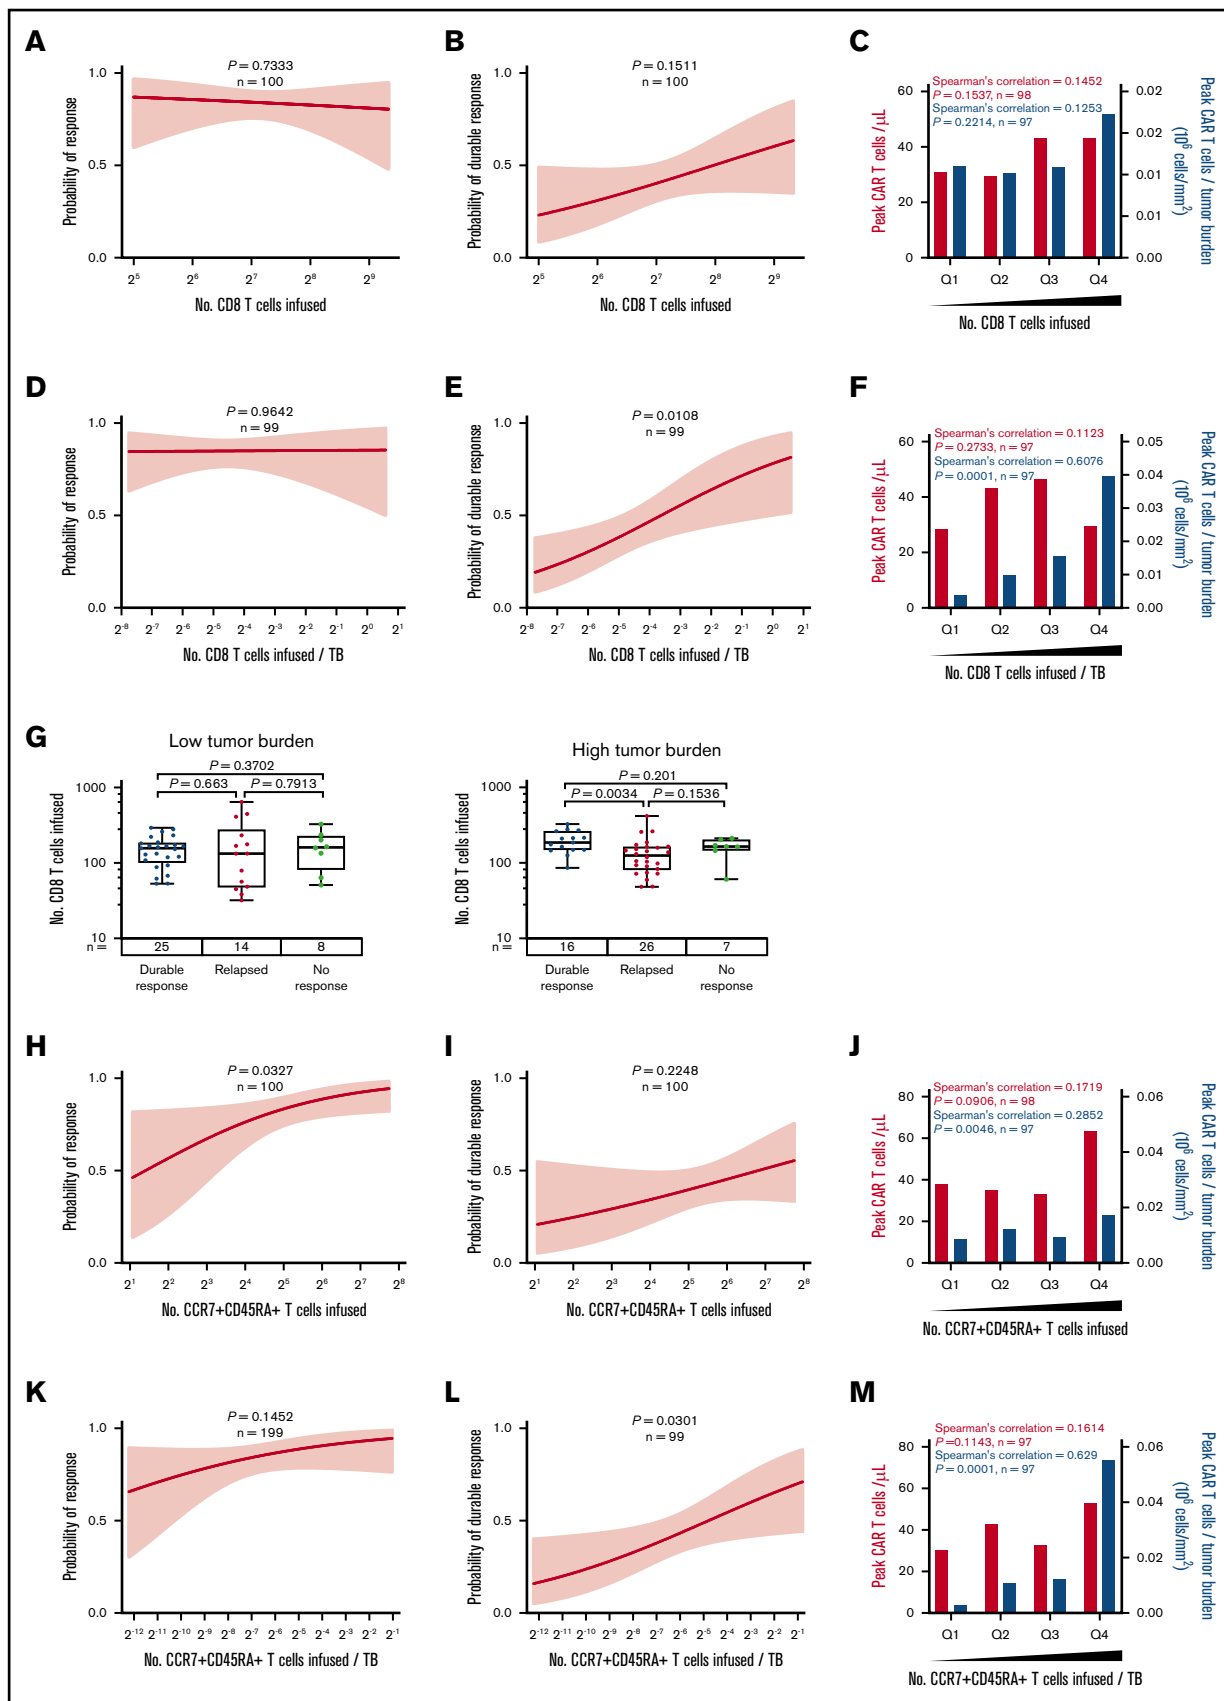 A
P = 0.7333
n = 100
Probability of response
1.0
0.5
0.0
2⁵ 2⁶ 2⁷ 2⁸ 2⁹
No. CD8 T cells infused
B
P = 0.1511
n = 100
Probability of durable response
1.0
0.5
0.0
2⁵ 2⁶ 2⁷ 2⁸ 2⁹
No. CD8 T cells infused
C
Spearman's correlation = 0.1452
P = 0.1537, n = 98
Spearman's correlation = 0.1253
P = 0.2214, n = 97
Peak CAR T cells /μL
60
40
20
0
0.02
0.02
0.01
0.01
0.00
Peak CAR T cells / tumor burden
(10⁶ cells/mm²)
Q1 Q2 Q3 Q4
No. CD8 T cells infused
D
P = 0.9642
n = 99
Probability of response
1.0
0.5
0.0
2⁻⁸ 2⁻⁷ 2⁻⁶ 2⁻⁵ 2⁻⁴ 2⁻³ 2⁻² 2⁻¹ 2⁰ 2¹
No. CD8 T cells infused / TB
E
P = 0.0108
n = 99
Probability of durable response
1.0
0.5
0.0
2⁻⁸ 2⁻⁷ 2⁻⁶ 2⁻⁵ 2⁻⁴ 2⁻³ 2⁻² 2⁻¹ 2⁰ 2¹
No. CD8 T cells infused / TB
F
Spearman's correlation = 0.1123
P = 0.2733, n = 97
Spearman's correlation = 0.6076
P = 0.0001, n = 97
Peak CAR T cells /μL
60
40
20
0
0.05
0.04
0.03
0.02
0.01
0.00
Peak CAR T cells / tumor burden
(10⁶ cells/mm²)
Q1 Q2 Q3 Q4
No. CD8 T cells infused / TB
G
Low tumor burden
P = 0.3702
P = 0.663 P = 0.7913
No. CD8 T cells infused
1000
100
10
n = 25 14 8
Durable response
Relapsed
No response
High tumor burden
P = 0.201
P = 0.0034 P = 0.1536
No. CD8 T cells infused
1000
100
10
n = 16 26 7
Durable response
Relapsed
No response
H
P = 0.0327
n = 100
Probability of response
1.0
0.5
0.0
2¹ 2² 2³ 2⁴ 2⁵ 2⁶ 2⁷ 2⁸
No. CCR7+CD45RA+ T cells infused
I
P = 0.2248
n = 100
Probability of durable response
1.0
0.5
0.0
2¹ 2² 2³ 2⁴ 2⁵ 2⁶ 2⁷ 2⁸
No. CCR7+CD45RA+ T cells infused
J
Spearman's correlation = 0.1719
P = 0.0906, n = 98
Spearman's correlation = 0.2852
P = 0.0046, n = 97
Peak CAR T cells /μL
80
60
40
20
0
0.06
0.04
0.02
0.00
Peak CAR T cells / tumor burden
(10⁶ cells/mm²)
Q1 Q2 Q3 Q4
No. CCR7+CD45RA+ T cells infused
K
P = 0.1452
n = 199
Probability of response
1.0
0.5
0.0
2⁻¹² 2⁻¹¹ 2⁻¹⁰ 2⁻⁹ 2⁻⁸ 2⁻⁷ 2⁻⁶ 2⁻⁵ 2⁻⁴ 2⁻³ 2⁻² 2⁻¹
No. CCR7+CD45RA+ T cells infused / TB
L
P = 0.0301
n = 99
Probability of durable response
1.0
0.5
0.0
2⁻¹² 2⁻¹¹ 2⁻¹⁰ 2⁻⁹ 2⁻⁸ 2⁻⁷ 2⁻⁶ 2⁻⁵ 2⁻⁴ 2⁻³ 2⁻² 2⁻¹
No. CCR7+CD45RA+ T cells infused / TB
M
Spearman's correlation = 0.1614
P =0.1143, n = 97
Spearman's correlation = 0.629
P = 0.0001, n = 97
Peak CAR T cells /μL
80
60
40
20
0
0.06
0.04
0.02
0.00
Peak CAR T cells / tumor burden
(10⁶ cells/mm²)
Q1 Q2 Q3 Q4
No. CCR7+CD45RA+ T cells infused / TB